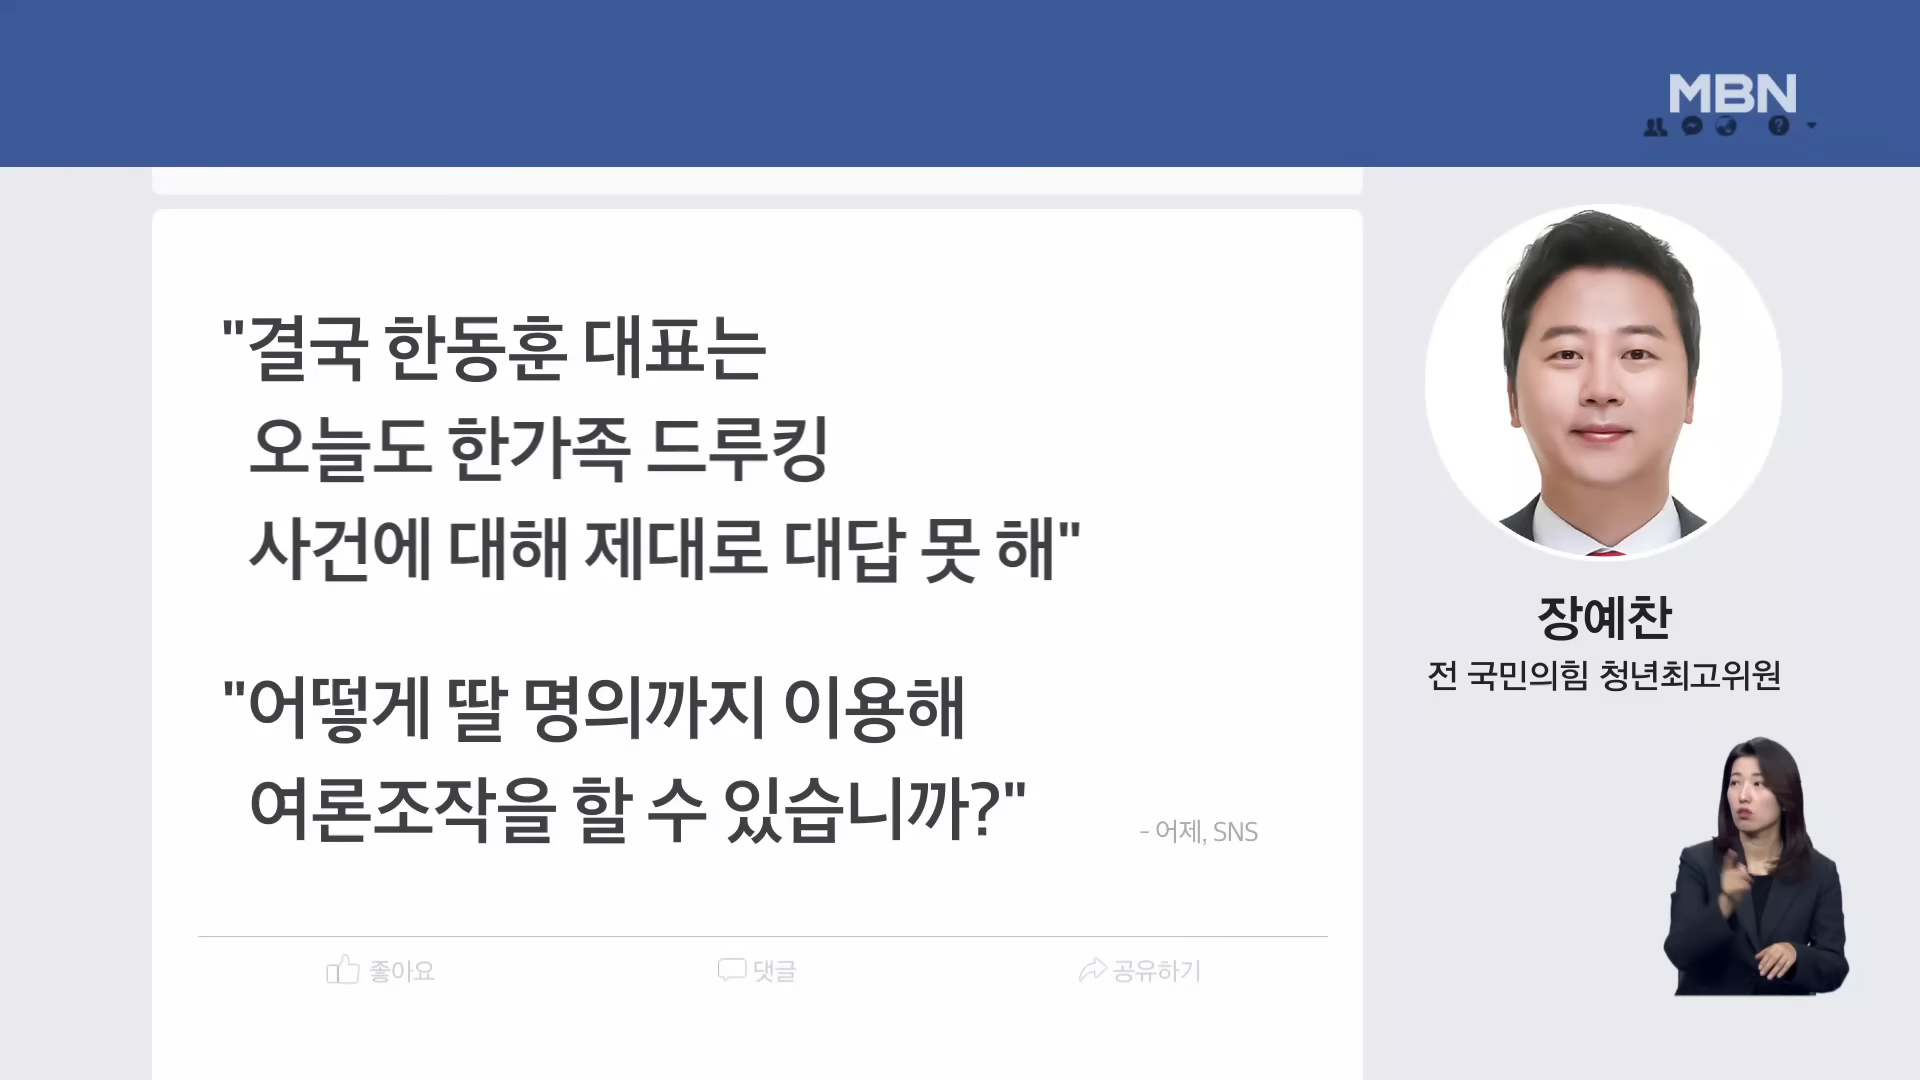 MBN
"결국 한동훈 대표는
오늘도 한가족 드루킹
사건에 대해 제대로 대답 못 해"
"어떻게 딸 명의까지 이용해
여론조작을 할 수 있습니까?"
- 어제, SNS
좋아요
댓글
공유하기
장예찬
전 국민의힘 청년최고위원